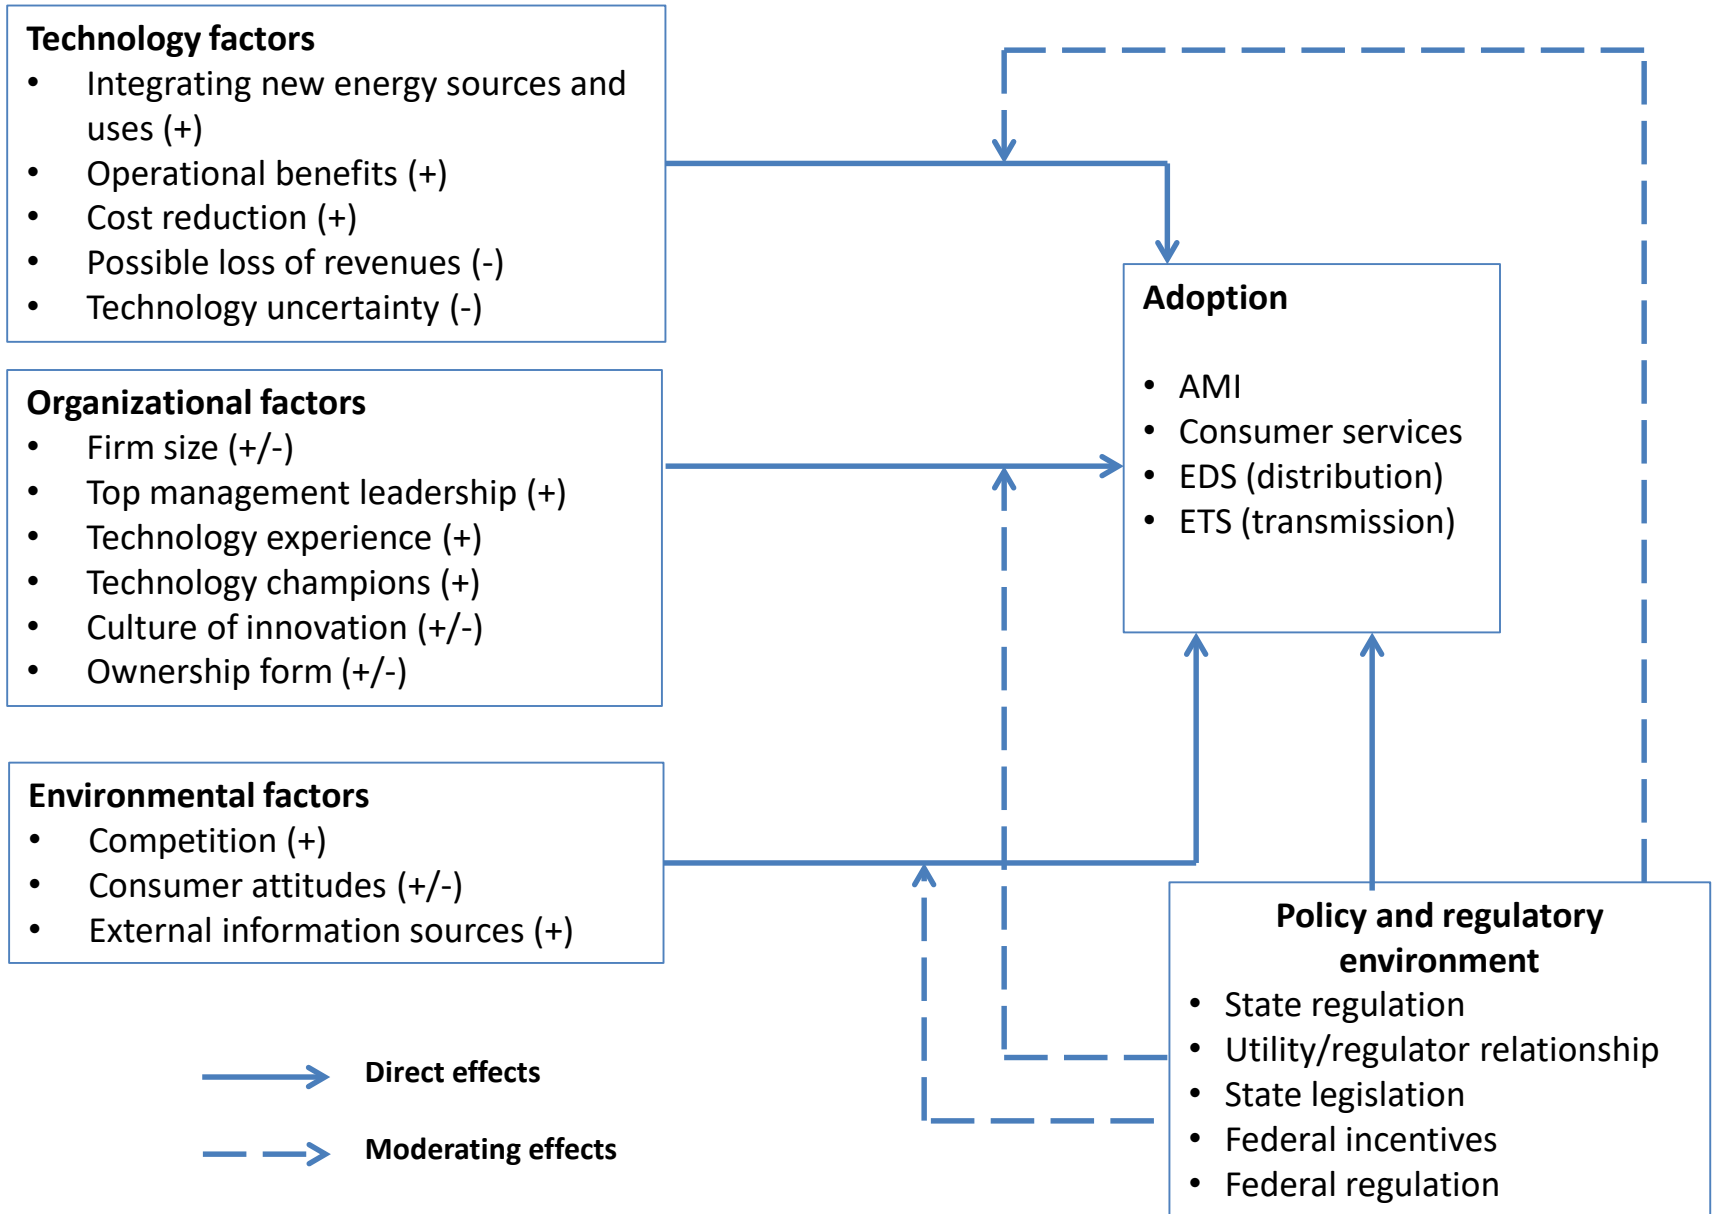 Technology factors
• Integrating new energy sources and
uses (+)
• Operational benefits (+)
• Cost reduction (+)
• Possible loss of revenues (-)
• Technology uncertainty (-)
Organizational factors
• Firm size (+/-)
• Top management leadership (+)
• Technology experience (+)
• Technology champions (+)
• Culture of innovation (+/-)
• Ownership form (+/-)
Environmental factors
• Competition (+)
• Consumer attitudes (+/-)
• External information sources (+)
Adoption
• AMI
• Consumer services
• EDS (distribution)
• ETS (transmission)
Policy and regulatory
environment
• State regulation
• Utility/regulator relationship
• State legislation
• Federal incentives
• Federal regulation
Direct effects
Moderating effects